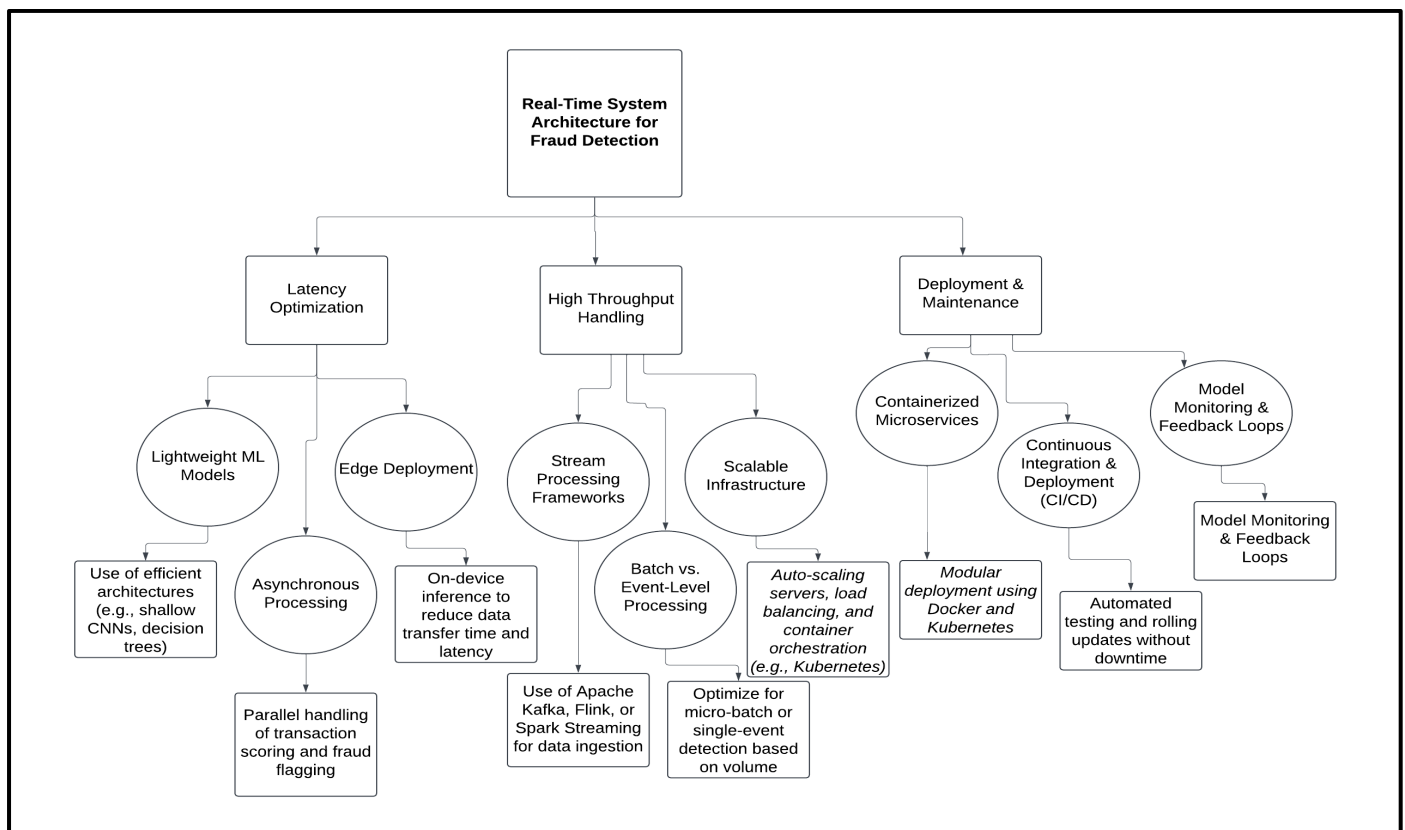 Real-Time System
Architecture for
Fraud Detection
Latency
Optimization
High Throughput
Handling
Deployment &
Maintenance
Lightweight ML
Models
Asynchronous
Processing
Edge Deployment
Stream
Processing
Frameworks
Batch vs.
Event-Level
Processing
Scalable
Infrastructure
Containerized
Microservices
Continuous
Integration &
Deployment
(CI/CD)
Model
Monitoring &
Feedback Loops
Use of efficient
architectures
(e.g., shallow
CNNs, decision
trees)
Parallel handling
of transaction
scoring and fraud
flagging
On-device
inference to
reduce data
transfer time and
latency
Use of Apache
Kafka, Flink, or
Spark Streaming
for data ingestion
Optimize for
micro-batch or
single-event
detection based
on volume
Auto-scaling
servers, load
balancing, and
container
orchestration
(e.g., Kubernetes)
Modular
deployment using
Docker and
Kubernetes
Automated
testing and rolling
updates without
downtime
Model Monitoring
& Feedback
Loops